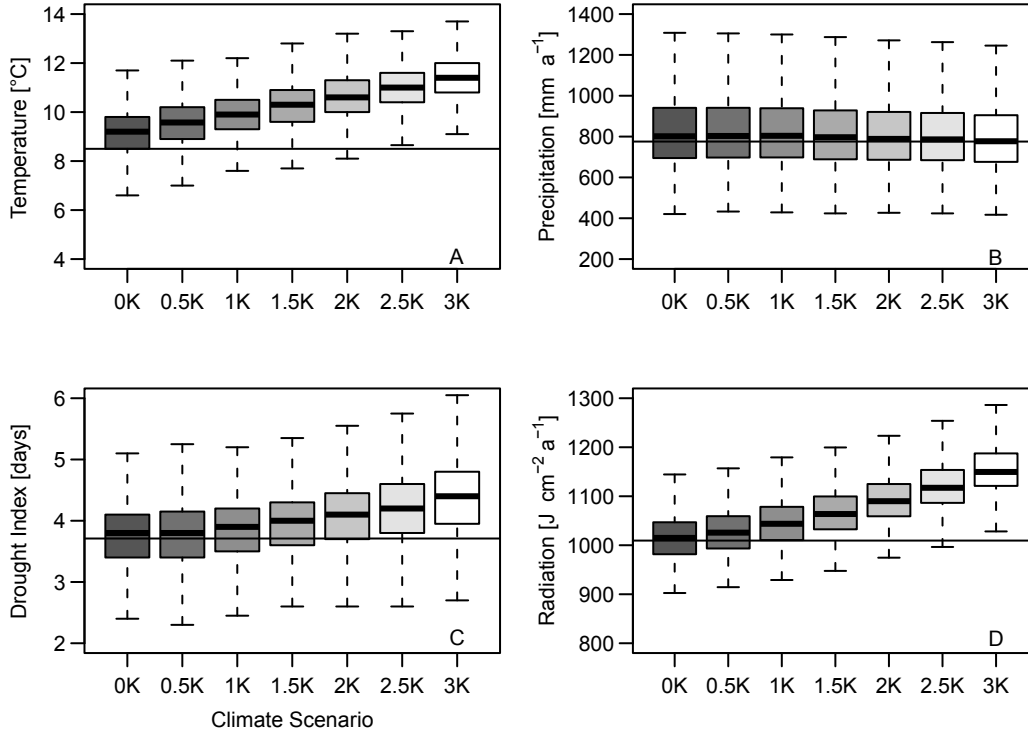 14
12
10
8
6
4
Temperature [°C]
A
0K 0.5K 1K 1.5K 2K 2.5K 3K
1400
1200
1000
800
600
400
200
Precipitation [mm a⁻¹]
B
0K 0.5K 1K 1.5K 2K 2.5K 3K
6
5
4
3
2
Drought Index [days]
C
0K 0.5K 1K 1.5K 2K 2.5K 3K
Climate Scenario
1300
1200
1100
1000
900
800
Radiation [J cm⁻² a⁻¹]
D
0K 0.5K 1K 1.5K 2K 2.5K 3K